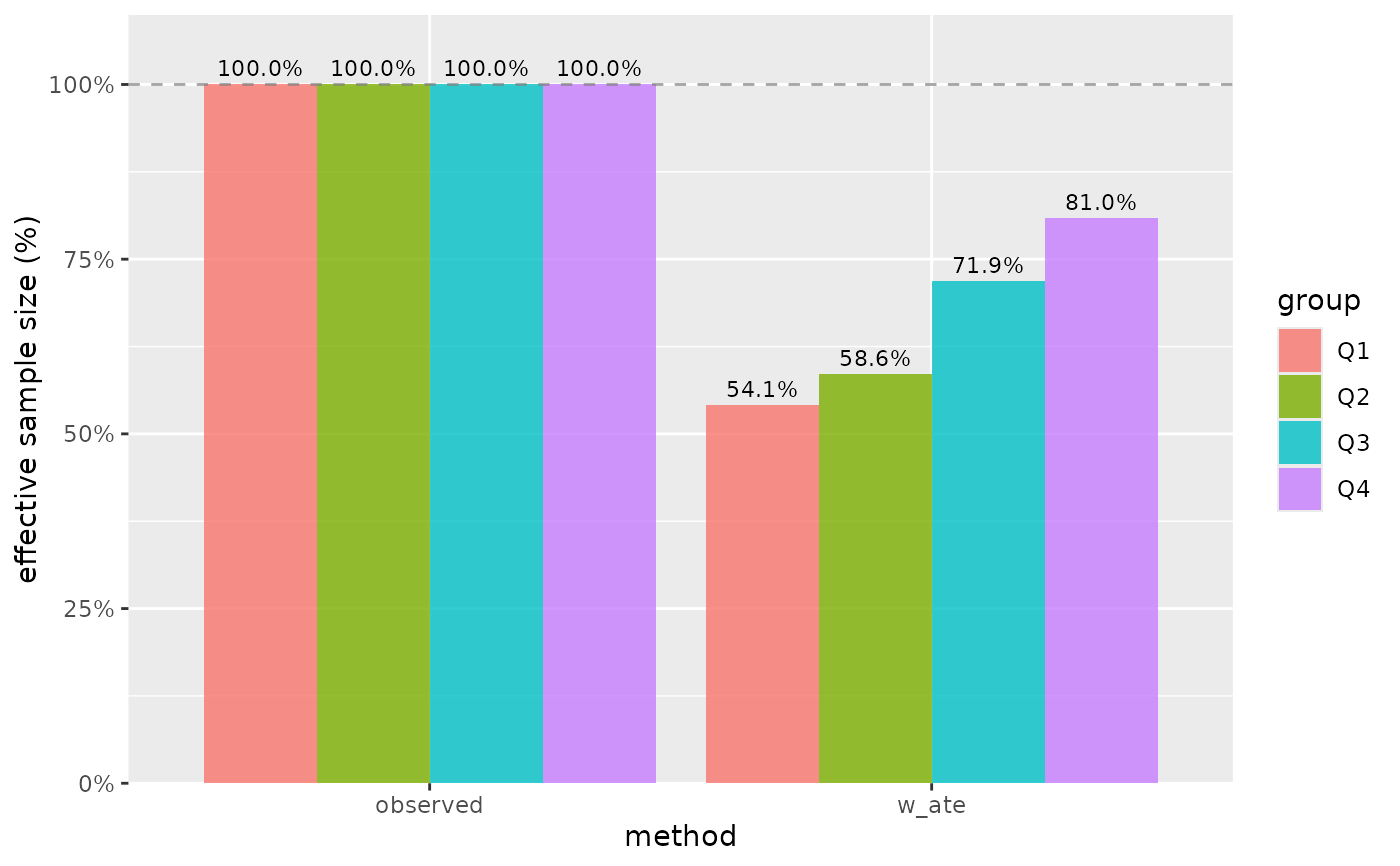 100.0% 100.0% 100.0% 100.0%
100%
81.0%
75%
71.9%
58.6%
54.1%
50%
25%
0%
observed w_ate
method
effective sample size (%)
group
Q1
Q2
Q3
Q4